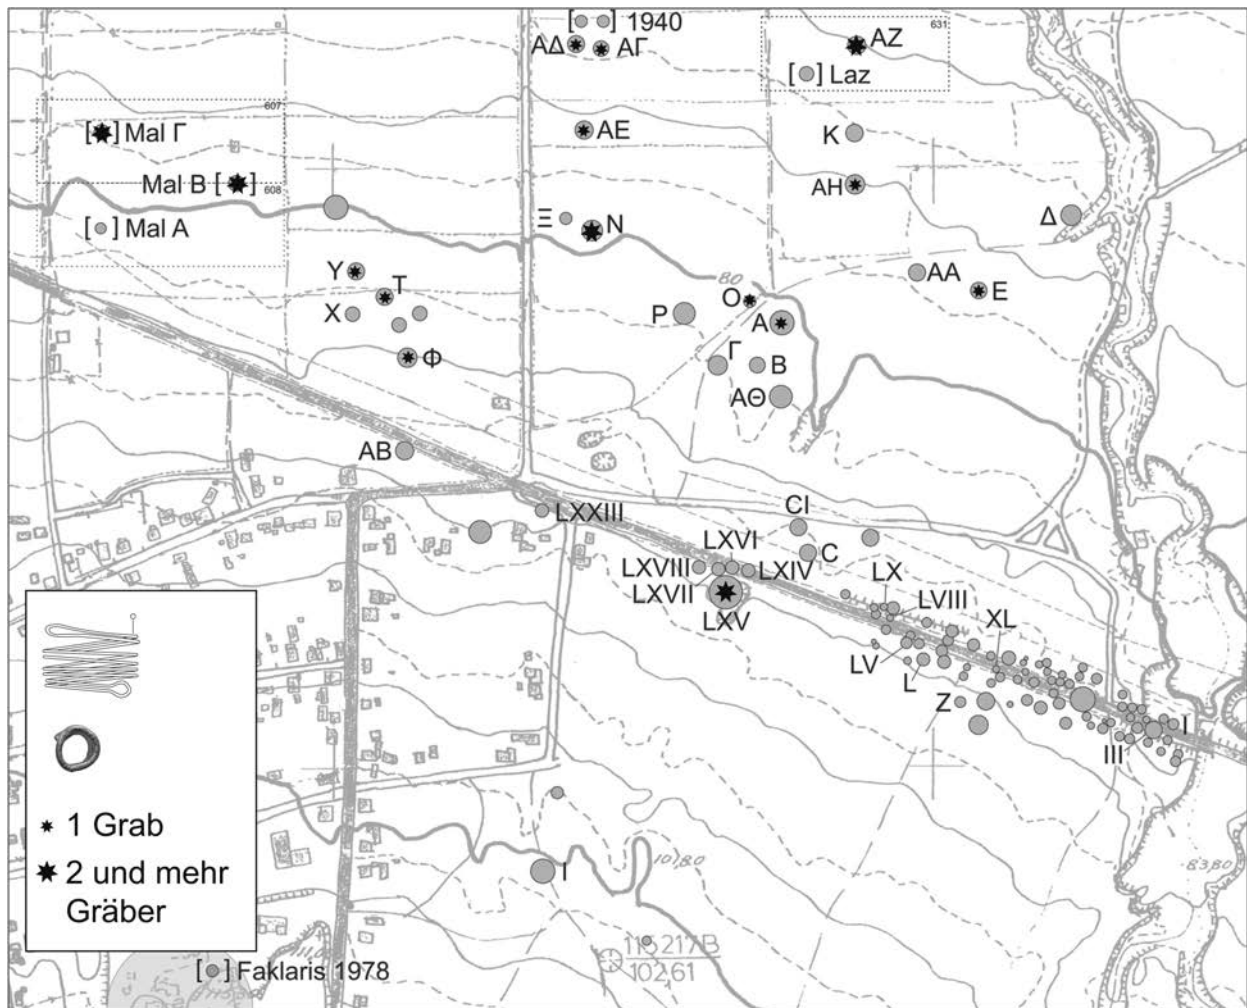 [ ] 1940
ΑΔ
ΑΓ
631
ΑΖ
[ ] Laz
607
[ ] Mal Γ
ΑΕ
Κ
Mal B [ ]
608
ΑΗ
[ ] Mal A
Ξ
Ν
Δ
Υ
Τ
80
ΑΑ
Ε
Χ
Ρ
Ο
Α
Φ
Γ
Β
ΑΘ
ΑΒ
LXXIII
CI
LXVI
C
LXVIII
LXIV
LX
LXVII
LVIII
LXV
XL
LV
L
Ζ
I
III
1 Grab
2 und mehr
Gräber
I
10,80
83,80
115217B
10261
[ ] Faklaris 1978